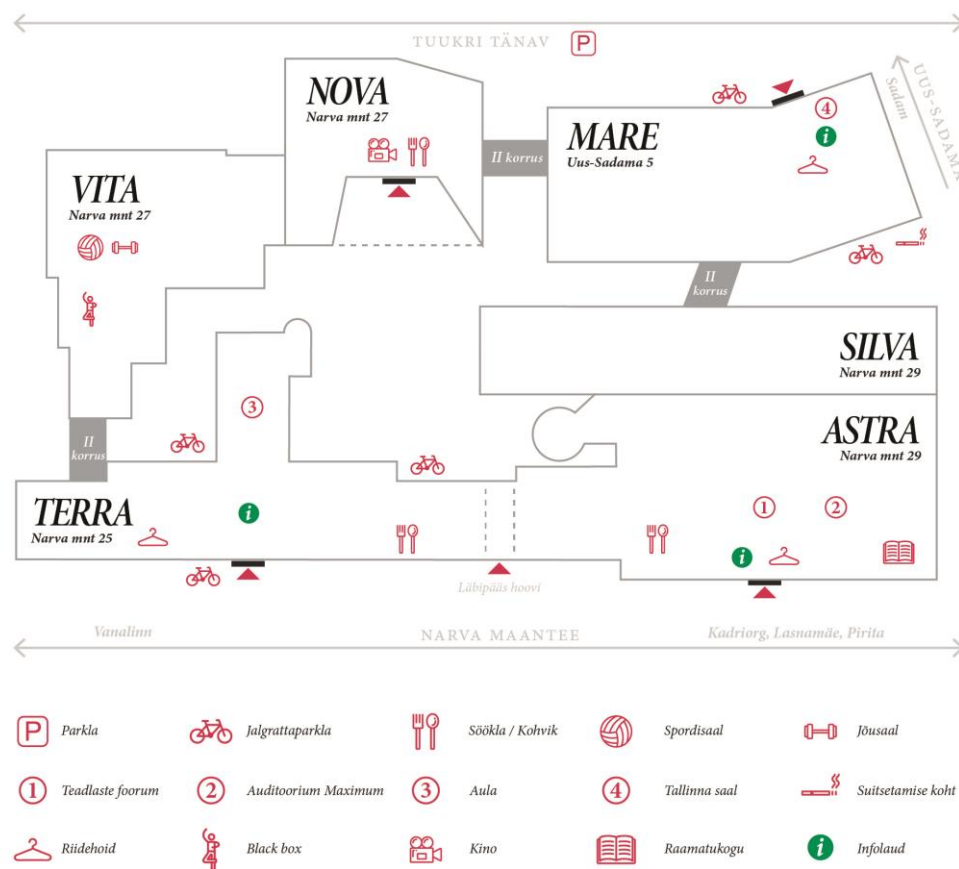 TUUKRI TÄNAV
P
UUS-SADAMA
Sadam
NOVA
Narva mnt 27
II korrus
MARE
Uus-Sadama 5
4
i
VITA
Narva mnt 27
II
korrus
SILVA
Narva mnt 29
3
ASTRA
Narva mnt 29
II
korrus
TERRA
Narva mnt 25
i
1
2
i
Läbipääs hoovi
Vanalinn
NARVA MAANTEE
Kadriorg, Lasnamäe, Pirita
P Parkla
Jalgrattaparkla
Söökla / Kohvik
Spordisaal
Jõusaal
1 Teadlaste foorum
2 Auditoorium Maximum
3 Aula
4 Tallinna saal
Suitsetamise koht
Riidehoid
Black box
Kino
Raamatukogu
i Infolaud